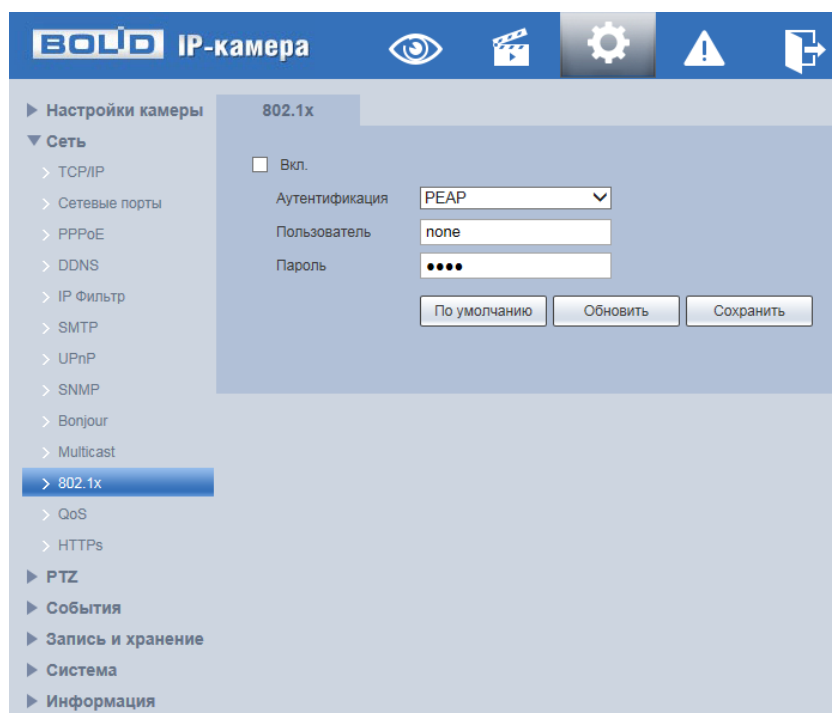 BOLID IP-камера
Настройки камеры
Сеть
TCP/IP
Сетевые порты
PPPoE
DDNS
IP Фильтр
SMTP
UPnP
SNMP
Bonjour
Multicast
802.1x
QoS
HTTPs
PTZ
События
Запись и хранение
Система
Информация
802.1x
Вкл.
Аутентификация PEAP
Пользователь none
Пароль ••••
По умолчанию Обновить Сохранить